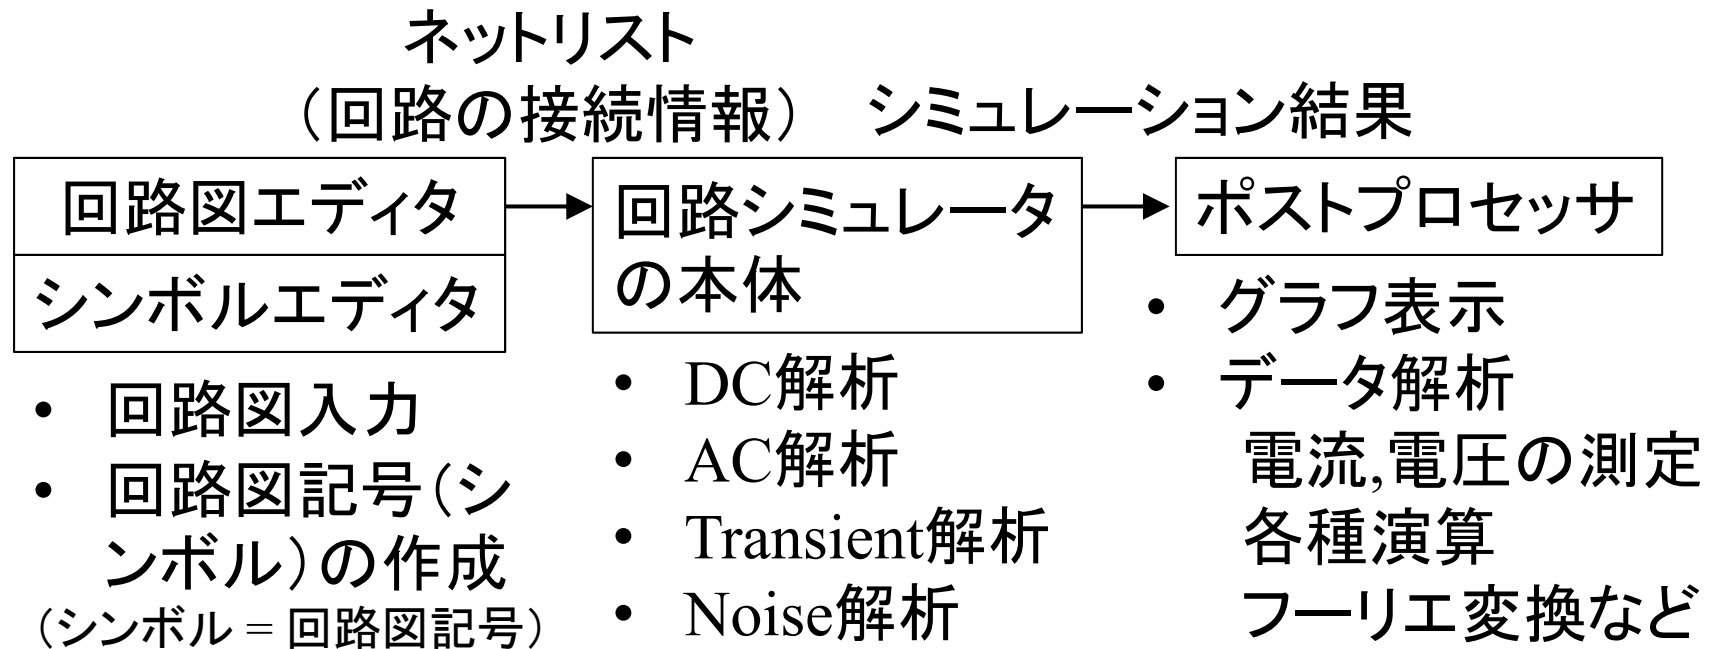 ネットリスト
（回路の接続情報）
シミュレーション結果
回路図エディタ
シンボルエディタ
• 回路図入力
• 回路図記号（シ
ンボル）の作成
（シンボル = 回路図記号）
回路シミュレータ
の本体
• DC解析
• AC解析
• Transient解析
• Noise解析
ポストプロセッサ
• グラフ表示
• データ解析
電流,電圧の測定
各種演算
フーリエ変換など